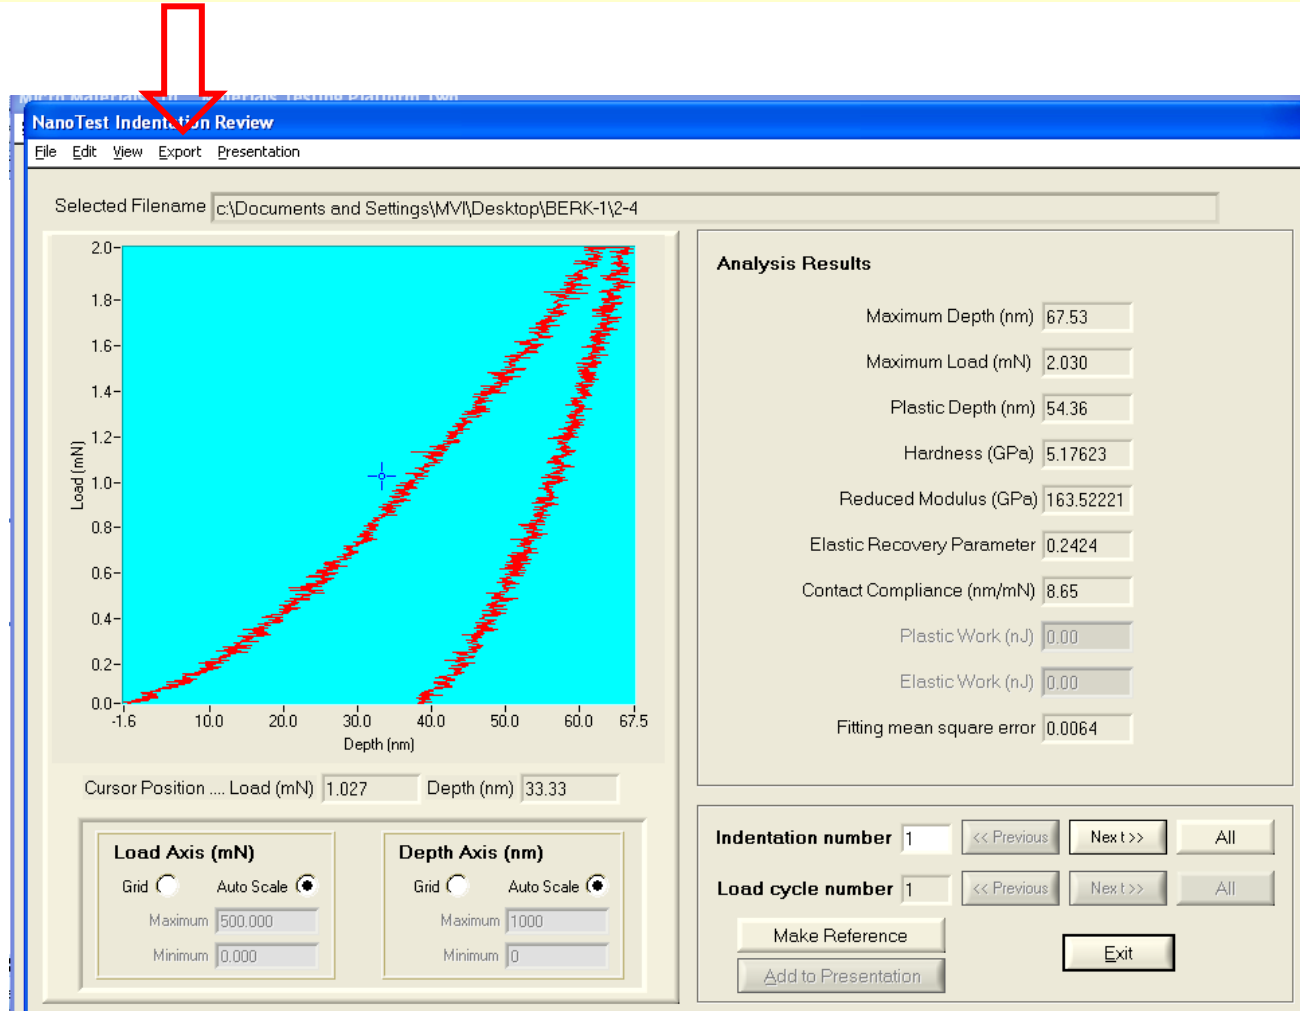 Micro Materials Ltd ... Materials Testing Platform Two
NanoTest Indentation Review
File Edit View Export Presentation
Selected Filename c:\Documents and Settings\MVI\Desktop\BERK-1\2-4
2.0
1.8
1.6
1.4
1.2
1.0
0.8
0.6
0.4
0.2
0.0
Load (mN)
-1.6 10.0 20.0 30.0 40.0 50.0 60.0 67.5
Depth (nm)
Cursor Position .... Load (mN) 1.027 Depth (nm) 33.33
Load Axis (mN)
Grid Auto Scale
Maximum 500.000
Minimum 0.000
Depth Axis (nm)
Grid Auto Scale
Maximum 1000
Minimum 0
Analysis Results
Maximum Depth (nm) 67.53
Maximum Load (mN) 2.030
Plastic Depth (nm) 54.36
Hardness (GPa) 5.17623
Reduced Modulus (GPa) 163.52221
Elastic Recovery Parameter 0.2424
Contact Compliance (nm/mN) 8.65
Plastic Work (nJ) 0.00
Elastic Work (nJ) 0.00
Fitting mean square error 0.0064
Indentation number 1 << Previous Next >> All
Load cycle number 1 << Previous Next >> All
Make Reference
Add to Presentation
Exit